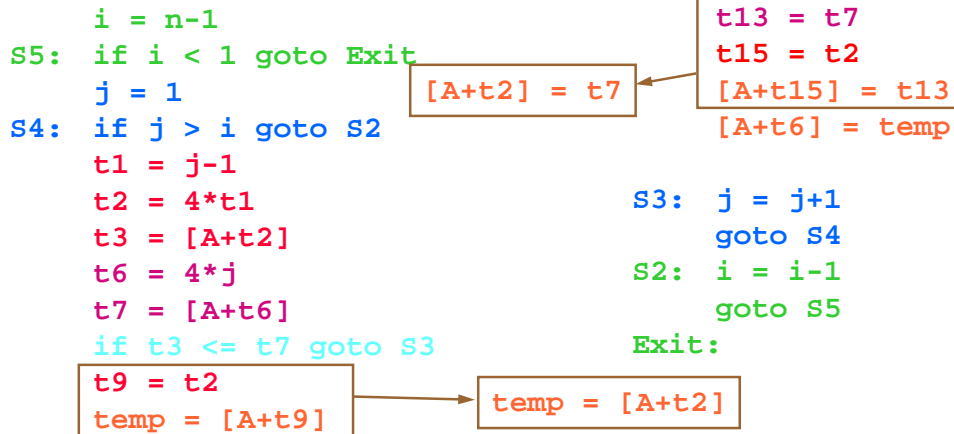 i = n-1
S5: if i < 1 goto Exit
j = 1
S4: if j > i goto S2
t1 = j-1
t2 = 4*t1
t3 = [A+t2]
t6 = 4*j
t7 = [A+t6]
if t3 <= t7 goto S3
t9 = t2
temp = [A+t9]
temp = [A+t2]
[A+t2] = t7
t13 = t7
t15 = t2
[A+t15] = t13
[A+t6] = temp
S3: j = j+1
goto S4
S2: i = i-1
goto S5
Exit: